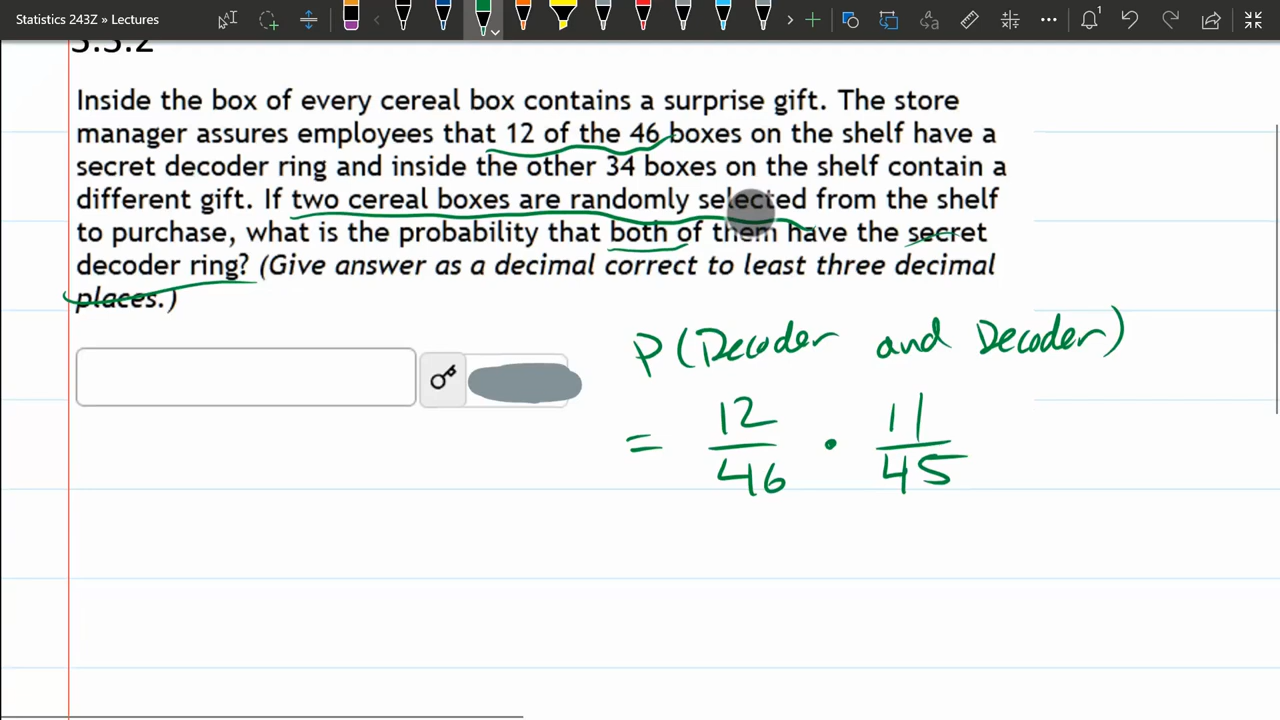 Statistics 243Z » Lectures
5.5.2
Inside the box of every cereal box contains a surprise gift. The store
manager assures employees that 12 of the 46 boxes on the shelf have a
secret decoder ring and inside the other 34 boxes on the shelf contain a
different gift. If two cereal boxes are randomly selected from the shelf
to purchase, what is the probability that both of them have the secret
decoder ring? (Give answer as a decimal correct to least three decimal
places.)
P (Decoder and Decoder)
= 12/46 · 11/45